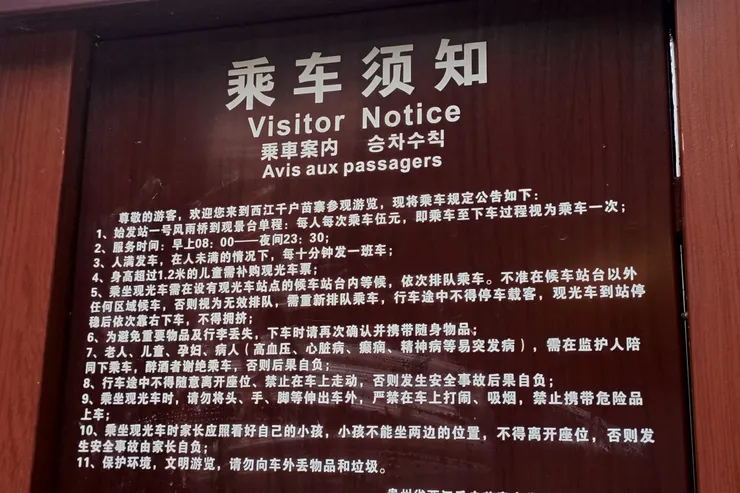 乘车须知
Visitor Notice
乗車案内 승차수칙
Avis aux passagers
尊敬的游客，欢迎您来到西江千户苗寨参观游览，现将乘车规定公告如下：
1、始发站一号风雨桥到观景台单程：每人每次乘车伍元，即乘车至下车过程视为乘车一次；
2、服务时间：早上08：00——夜间23：30；
3、人满发车，在人未满的情况下，每十分钟发一班车；
4、身高超过1.2米的儿童需补购观光车票；
5、乘坐观光车需在设有观光车站点的候车站台内等候，依次排队乘车。不准在候车站台以外
任何区域候车，否则视为无效排队，需重新排队乘车，行车途中不得停车载客，观光车到站停
稳后依次靠右下车，不得拥挤；
6、为避免重要物品及行李丢失，下车时请再次确认并携带随身物品；
7、老人、儿童、孕妇、病人（高血压、心脏病、癫痫、精神病等易突发病），需在监护人陪
同下乘车，醉酒者谢绝乘车，否则后果自负；
8、行车途中不得随意离开座位、禁止在车上走动，否则发生安全事故后果自负；
9、乘坐观光车时，请勿将头、手、脚等伸出车外，严禁在车上打闹、吸烟，禁止携带危险品
上车；
10、乘坐观光车时家长应照看好自己的小孩，小孩不能坐两边的位置，不得离开座位，否则发
生安全事故由家长自负；
11、保护环境，文明游览，请勿向车外丢物品和垃圾。